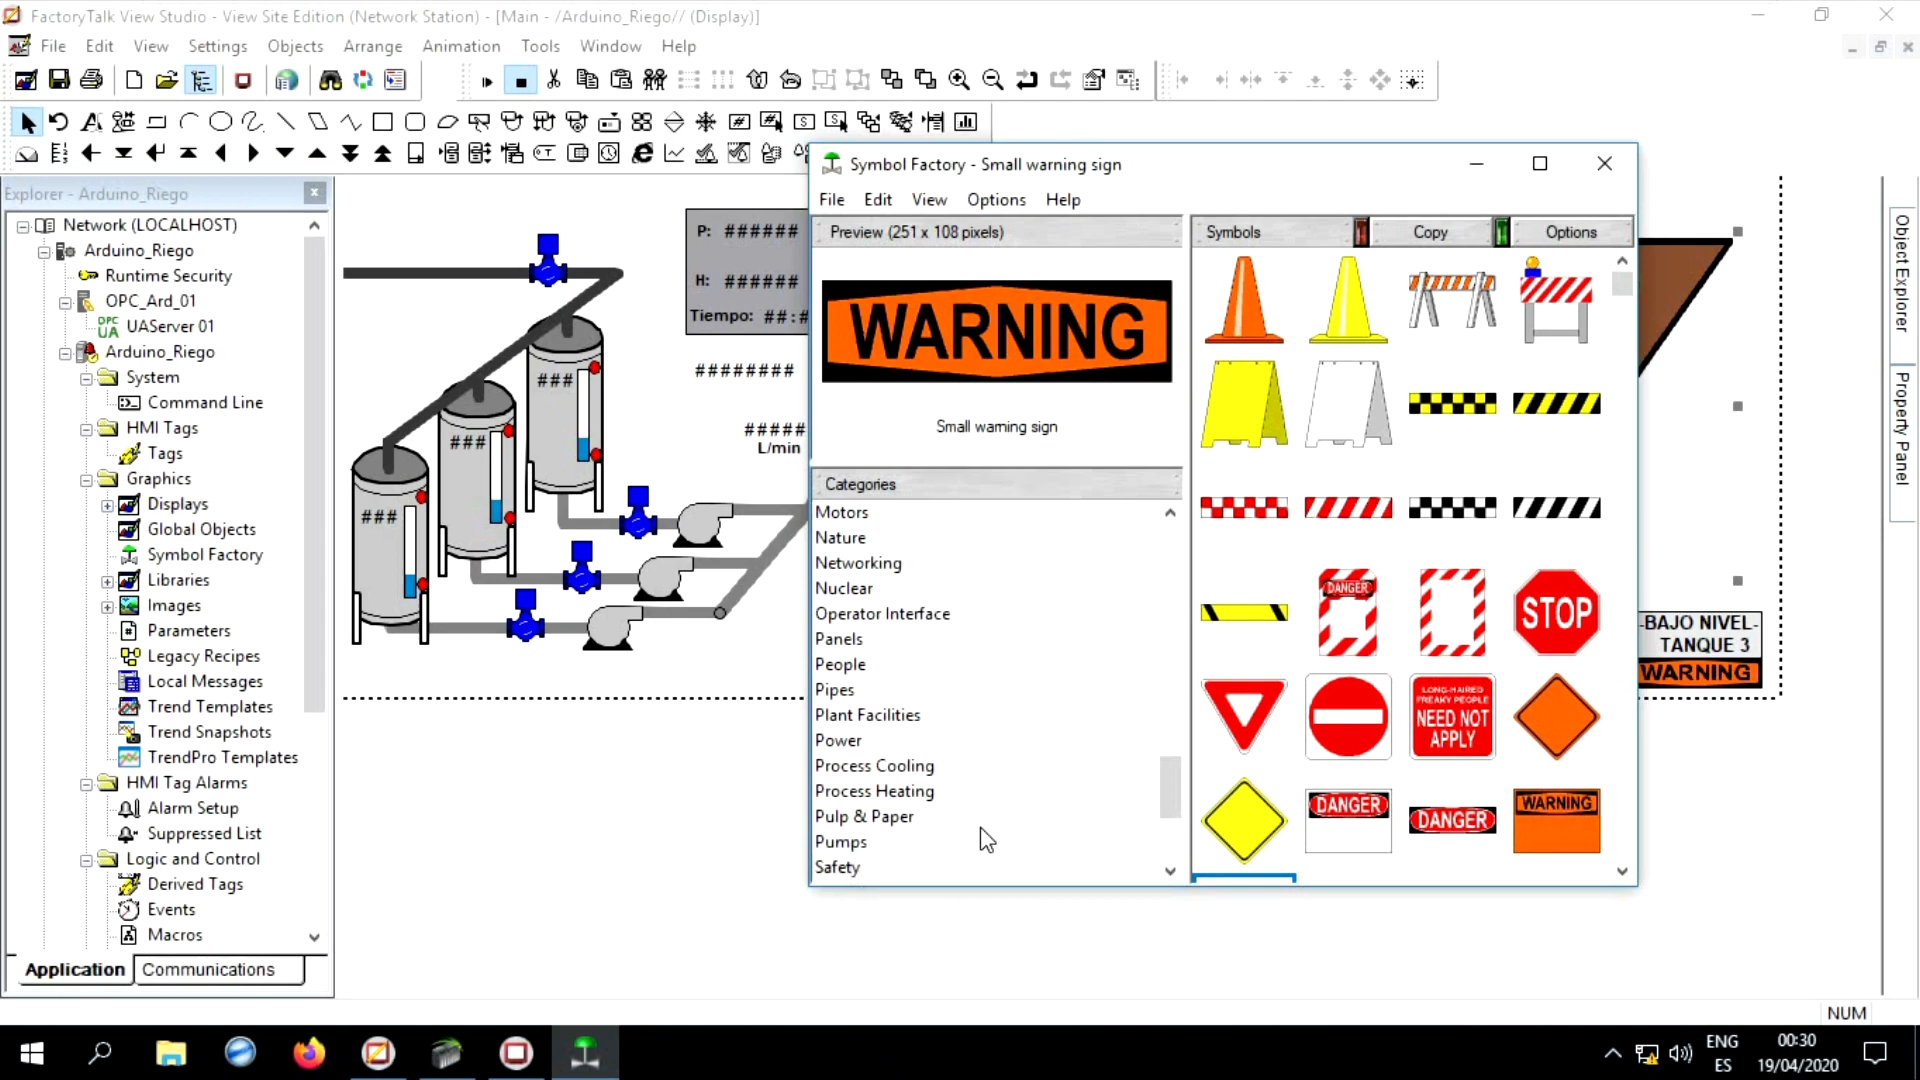 FactoryTalk View Studio - View Site Edition (Network Station) - [Main - /Arduino_Riego// (Display)]
File Edit View Settings Objects Arrange Animation Tools Window Help
Explorer - Arduino_Riego
Network (LOCALHOST)
Arduino_Riego
Runtime Security
OPC_Ard_01
OPC UA
UAServer 01
Arduino_Riego
System
Command Line
HMI Tags
Tags
Graphics
Displays
Global Objects
Symbol Factory
Libraries
Images
Parameters
Legacy Recipes
Local Messages
Trend Templates
Trend Snapshots
TrendPro Templates
HMI Tag Alarms
Alarm Setup
Suppressed List
Logic and Control
Derived Tags
Events
Macros
Application
Communications
P: ######
H: ######
Tiempo: ##:#
########
#####
L/min
###
###
###
Symbol Factory - Small warning sign
File Edit View Options Help
Preview (251 x 108 pixels)
WARNING
Small warning sign
Categories
Motors
Nature
Networking
Nuclear
Operator Interface
Panels
People
Pipes
Plant Facilities
Power
Process Cooling
Process Heating
Pulp & Paper
Pumps
Safety
Symbols
Copy
Options
DANGER
STOP
LONG-HAIRED
FREAKY PEOPLE
NEED NOT
APPLY
DANGER
DANGER
WARNING
-BAJO NIVEL-
TANQUE 3
WARNING
Object Explorer
Property Panel
NUM
ENG
ES
00:30
19/04/2020